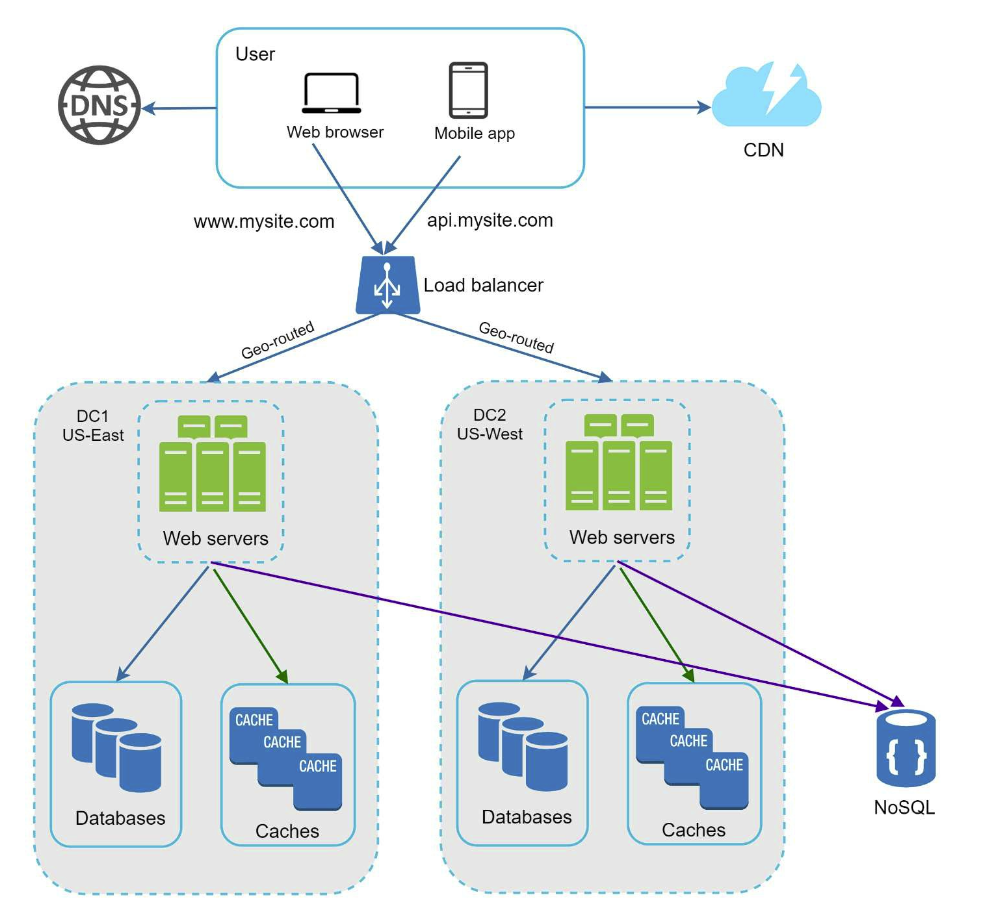 User
DNS
Web browser
Mobile app
CDN
www.mysite.com
api.mysite.com
Load balancer
Geo-routed
Geo-routed
DC1
US-East
Web servers
DC2
US-West
Web servers
CACHE
CACHE
CACHE
Databases
Caches
CACHE
CACHE
CACHE
Databases
Caches
{ }
NoSQL